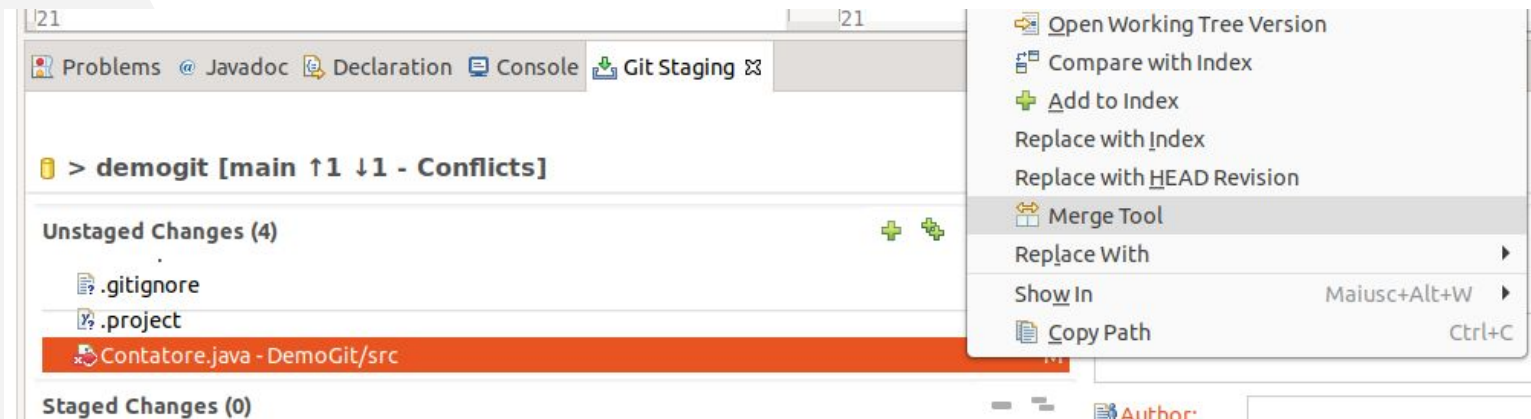 21
21
Problems @ Javadoc Declaration Console Git Staging
> demogit [main ↑1 ↓1 - Conflicts]
Unstaged Changes (4)
.gitignore
.project
Contatore.java - DemoGit/src
Staged Changes (0)
Open Working Tree Version
Compare with Index
Add to Index
Replace with Index
Replace with HEAD Revision
Merge Tool
Replace With
Show In Maiusc+Alt+W
Copy Path Ctrl+C
Author: